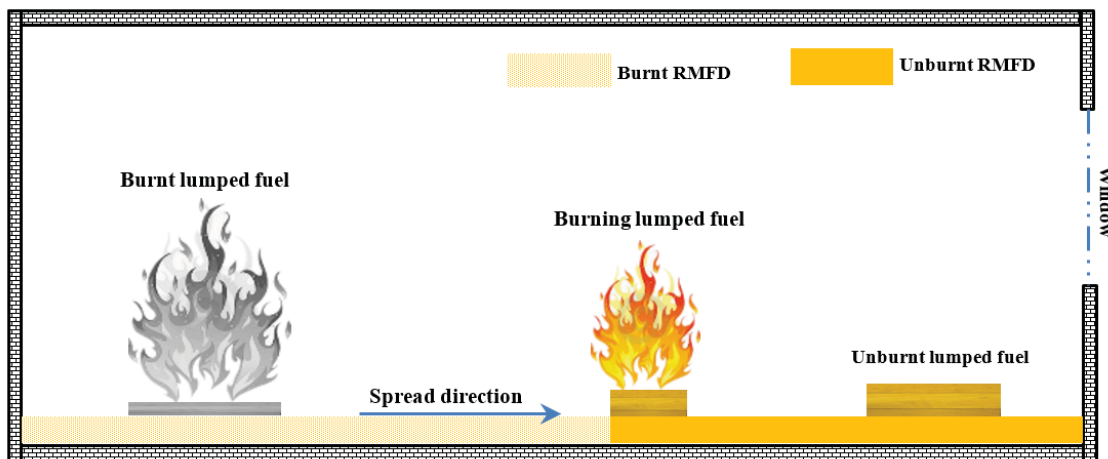 Burnt RMFD
Unburnt RMFD
Burnt lumped fuel
Burning lumped fuel
Window
Unburnt lumped fuel
Spread direction